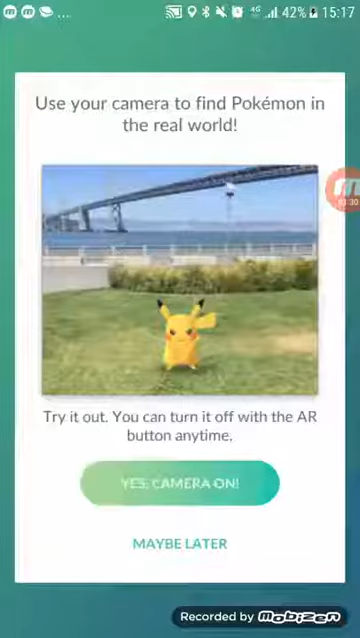 4G 42% 15:17
Use your camera to find Pokémon in
the real world!
Try it out. You can turn it off with the AR
button anytime.
YES, CAMERA ON!
MAYBE LATER
Recorded by Mobizen